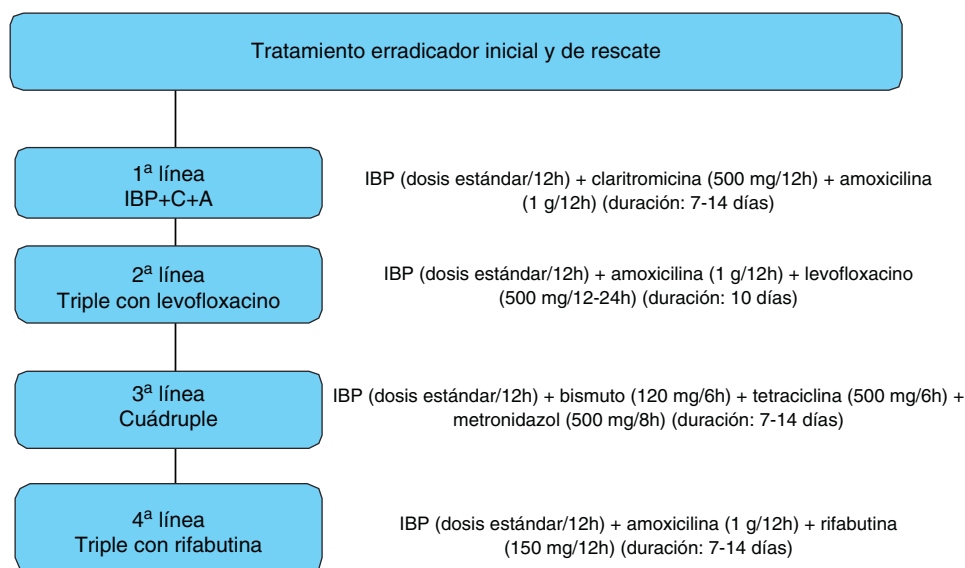 Tratamiento erradicador inicial y de rescate
1ª línea
IBP+C+A
IBP (dosis estándar/12h) + claritromicina (500 mg/12h) + amoxicilina
(1 g/12h) (duración: 7-14 días)
2ª línea
Triple con levofloxacino
IBP (dosis estándar/12h) + amoxicilina (1 g/12h) + levofloxacino
(500 mg/12-24h) (duración: 10 días)
3ª línea
Cuádruple
IBP (dosis estándar/12h) + bismuto (120 mg/6h) + tetraciclina (500 mg/6h) +
metronidazol (500 mg/8h) (duración: 7-14 días)
4ª línea
Triple con rifabutina
IBP (dosis estándar/12h) + amoxicilina (1 g/12h) + rifabutina
(150 mg/12h) (duración: 7-14 días)